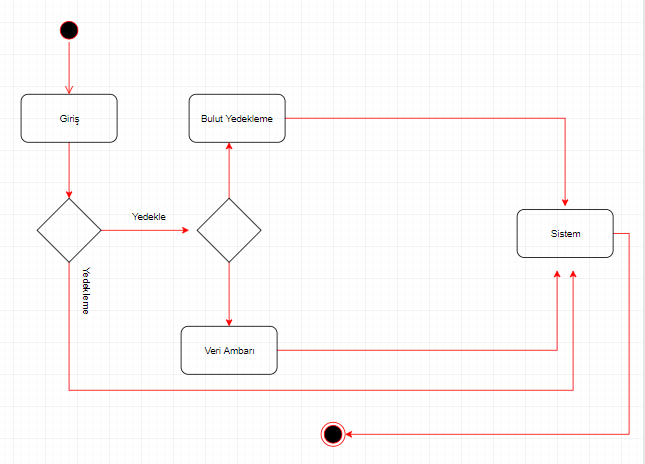 Giriş
Bulut Yedekleme
Yedekle
Sistem
Yedekleme
Veri Ambarı